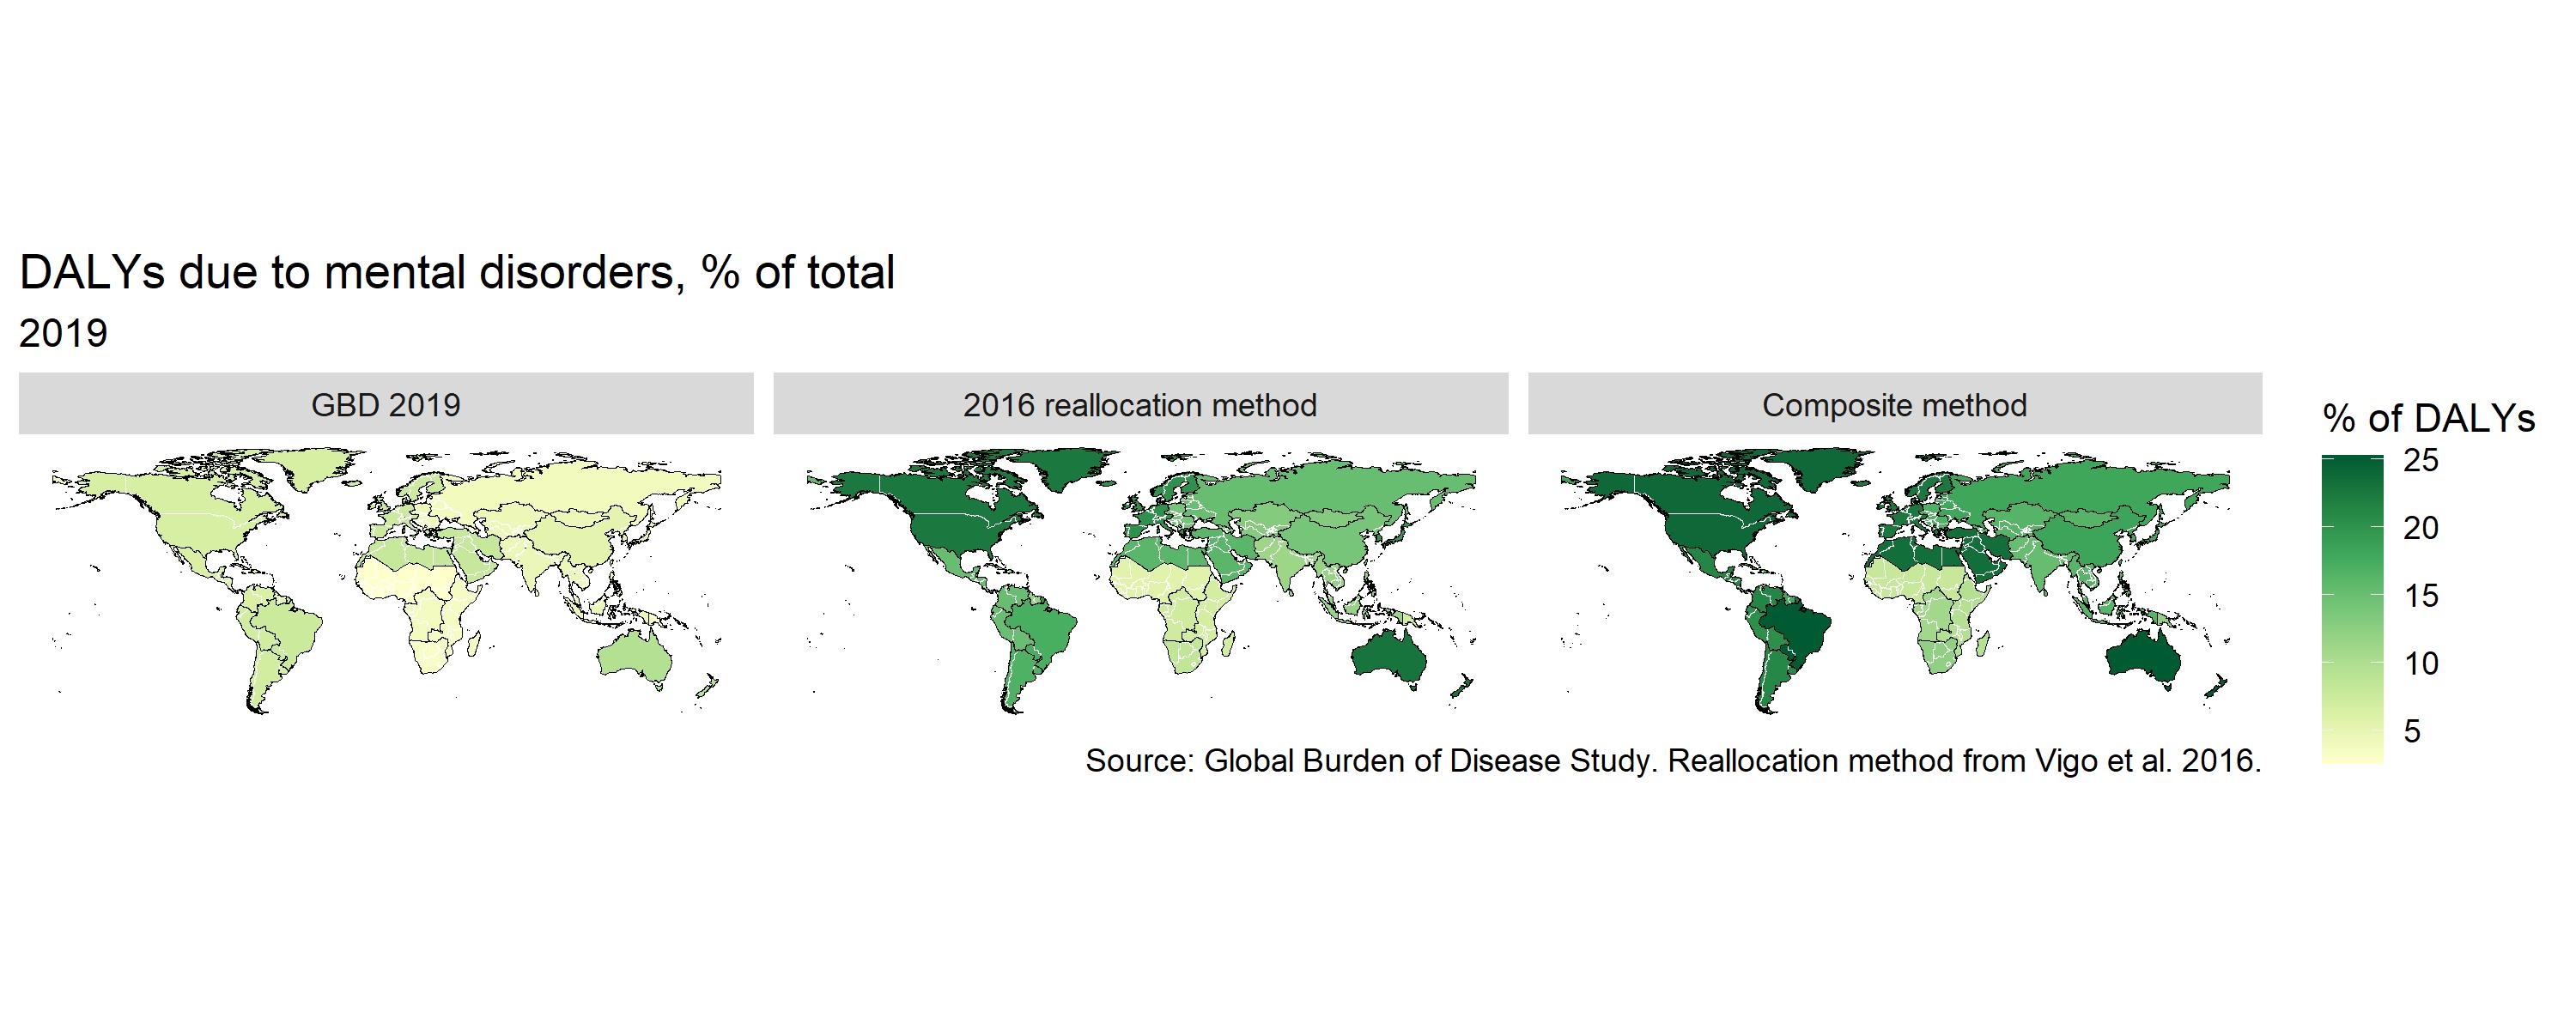 DALYs due to mental disorders, % of total
2019
GBD 2019
2016 reallocation method
Composite method
% of DALYs
25
20
15
10
5
Source: Global Burden of Disease Study. Reallocation method from Vigo et al. 2016.